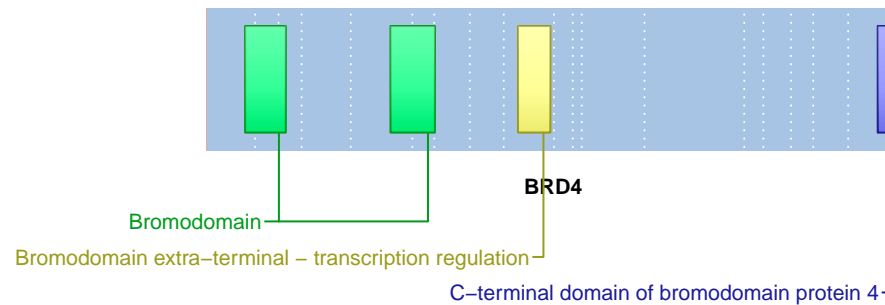 BRD4
Bromodomain
Bromodomain extra−terminal − transcription regulation
C−terminal domain of bromodomain protein 4